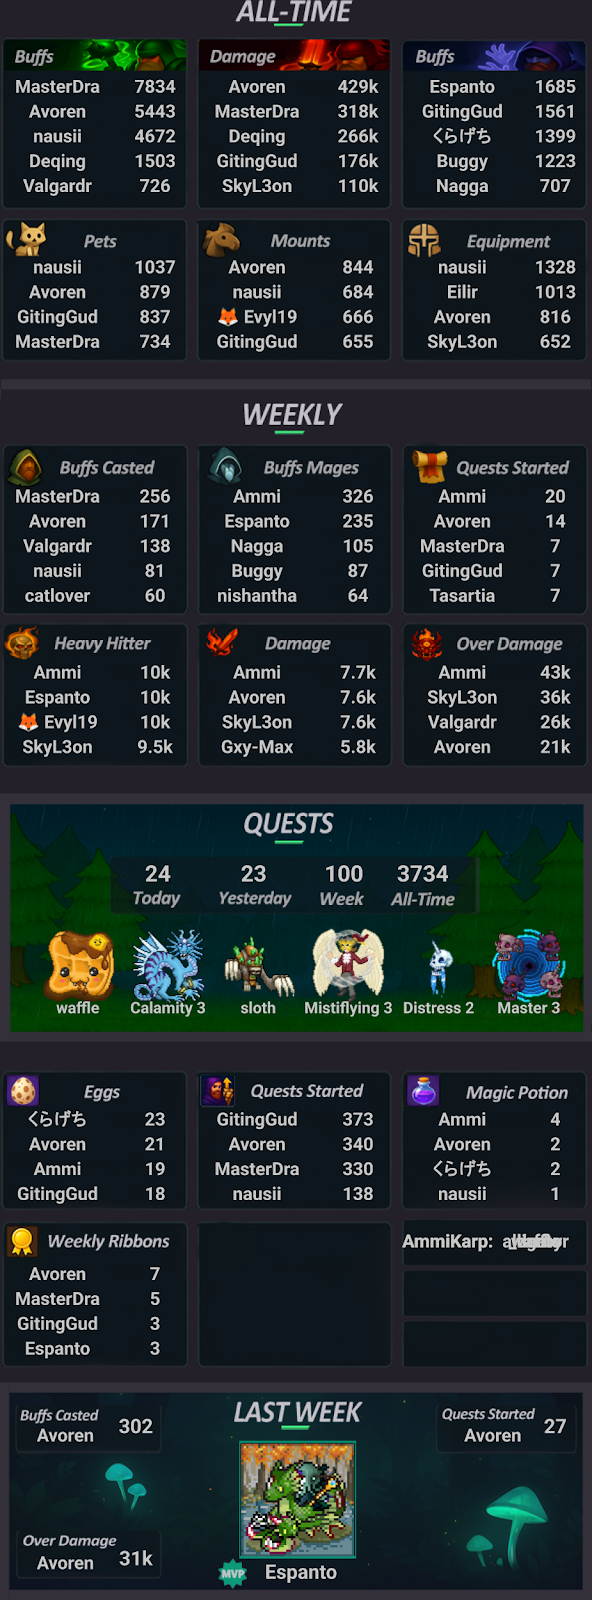 ALL-TIME
Buffs
MasterDra 7834
Avoren 5443
nausii 4672
Deqing 1503
Valgardr 726
Damage
Avoren 429k
MasterDra 318k
Deqing 266k
GitingGud 176k
SkyL3on 110k
Buffs
Espanto 1685
GitingGud 1561
くらげち 1399
Buggy 1223
Nagga 707
Pets
nausii 1037
Avoren 879
GitingGud 837
MasterDra 734
Mounts
Avoren 844
nausii 684
🦊 Evyl19 666
GitingGud 655
Equipment
nausii 1328
Eilir 1013
Avoren 816
SkyL3on 652
WEEKLY
Buffs Casted
MasterDra 256
Avoren 171
Valgardr 138
nausii 81
catlover 60
Buffs Mages
Ammi 326
Espanto 235
Nagga 105
Buggy 87
nishantha 64
Quests Started
Ammi 20
Avoren 14
MasterDra 7
GitingGud 7
Tasartia 7
Heavy Hitter
Ammi 10k
Espanto 10k
🦊 Evyl19 10k
SkyL3on 9.5k
Damage
Ammi 7.7k
Avoren 7.6k
SkyL3on 7.6k
Gxy-Max 5.8k
Over Damage
Ammi 43k
SkyL3on 36k
Valgardr 26k
Avoren 21k
QUESTS
24 23 100 3734
Today Yesterday Week All-Time
waffle Calamity 3 sloth Mistiflying 3 Distress 2 Master 3
Eggs
くらげち 23
Avoren 21
Ammi 19
GitingGud 18
Quests Started
GitingGud 373
Avoren 340
MasterDra 330
nausii 138
Magic Potion
Ammi 4
Avoren 2
くらげち 2
nausii 1
Weekly Ribbons
Avoren 7
MasterDra 5
GitingGud 3
Espanto 3
AmmiKarp:
LAST WEEK
Buffs Casted
Avoren 302
Quests Started
Avoren 27
Over Damage
Avoren 31k
MVP Espanto